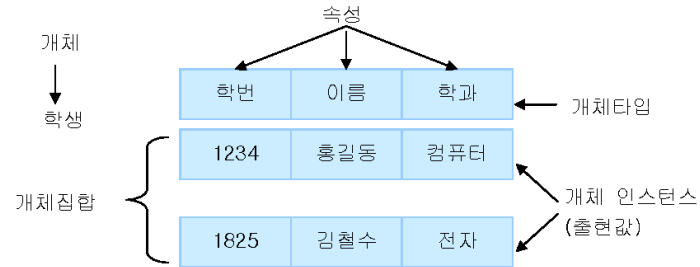 속성
개체
학생
학번 이름 학과
개체타입
1234 홍길동 컴퓨터
개체집합
개체 인스턴스
(출현값)
1825 김철수 전자